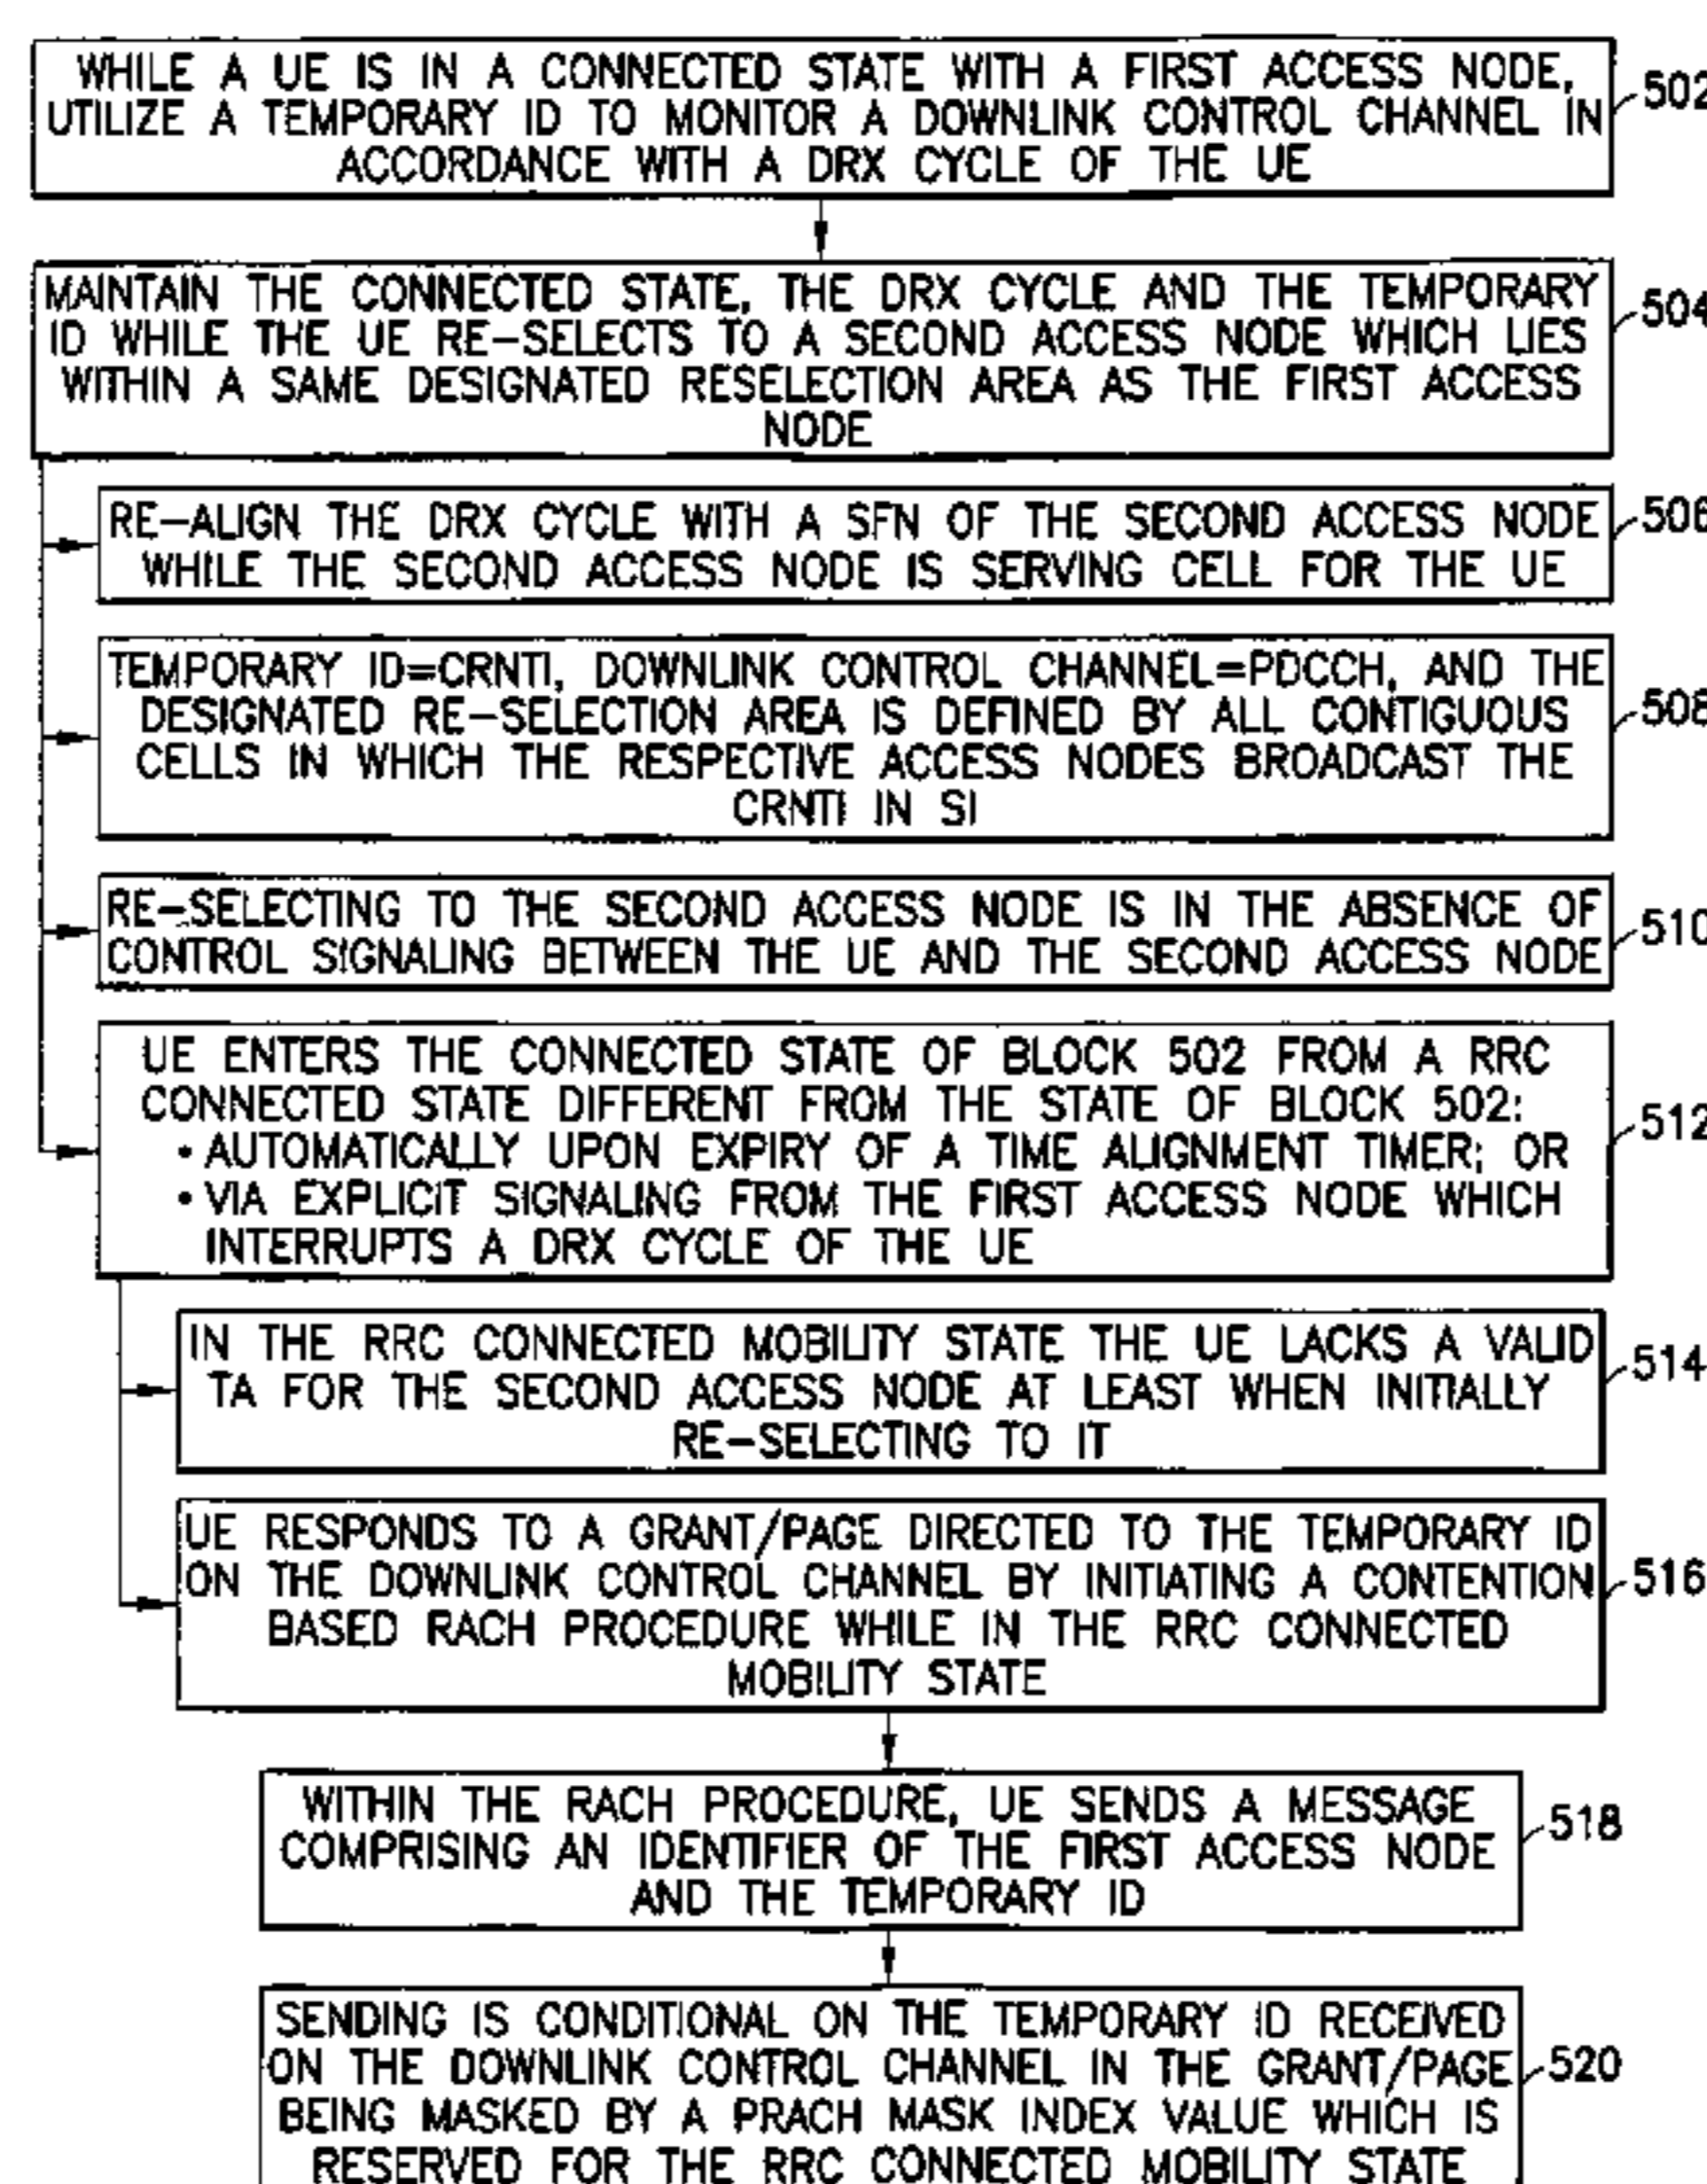 WHILE A UE IS IN A CONNECTED STATE WITH A FIRST ACCESS NODE,
UTILIZE A TEMPORARY ID TO MONITOR A DOWNLINK CONTROL CHANNEL IN
ACCORDANCE WITH A DRX CYCLE OF THE UE
502
MAINTAIN THE CONNECTED STATE, THE DRX CYCLE AND THE TEMPORARY
ID WHILE THE UE RE-SELECTS TO A SECOND ACCESS NODE WHICH LIES
WITHIN A SAME DESIGNATED RESELECTION AREA AS THE FIRST ACCESS
NODE
504
RE-ALIGN THE DRX CYCLE WITH A SFN OF THE SECOND ACCESS NODE
WHILE THE SECOND ACCESS NODE IS SERVING CELL FOR THE UE
506
TEMPORARY ID=CRNTI, DOWNLINK CONTROL CHANNEL=PDCCH, AND THE
DESIGNATED RE-SELECTION AREA IS DEFINED BY ALL CONTIGUOUS
CELLS IN WHICH THE RESPECTIVE ACCESS NODES BROADCAST THE
CRNTI IN SI
508
RE-SELECTING TO THE SECOND ACCESS NODE IS IN THE ABSENCE OF
CONTROL SIGNALING BETWEEN THE UE AND THE SECOND ACCESS NODE
510
UE ENTERS THE CONNECTED STATE OF BLOCK 502 FROM A RRC
CONNECTED STATE DIFFERENT FROM THE STATE OF BLOCK 502:
• AUTOMATICALLY UPON EXPIRY OF A TIME ALIGNMENT TIMER; OR
• VIA EXPLICIT SIGNALING FROM THE FIRST ACCESS NODE WHICH
INTERRUPTS A DRX CYCLE OF THE UE
512
IN THE RRC CONNECTED MOBILITY STATE THE UE LACKS A VALID
TA FOR THE SECOND ACCESS NODE AT LEAST WHEN INITIALLY
RE-SELECTING TO IT
514
UE RESPONDS TO A GRANT/PAGE DIRECTED TO THE TEMPORARY ID
ON THE DOWNLINK CONTROL CHANNEL BY INITIATING A CONTENTION
BASED RACH PROCEDURE WHILE IN THE RRC CONNECTED
MOBILITY STATE
516
WITHIN THE RACH PROCEDURE, UE SENDS A MESSAGE
COMPRISING AN IDENTIFIER OF THE FIRST ACCESS NODE
AND THE TEMPORARY ID
518
SENDING IS CONDITIONAL ON THE TEMPORARY ID RECEIVED
ON THE DOWNLINK CONTROL CHANNEL IN THE GRANT/PAGE
BEING MASKED BY A PRACH MASK INDEX VALUE WHICH IS
RESERVED FOR THE RRC CONNECTED MOBILITY STATE
520